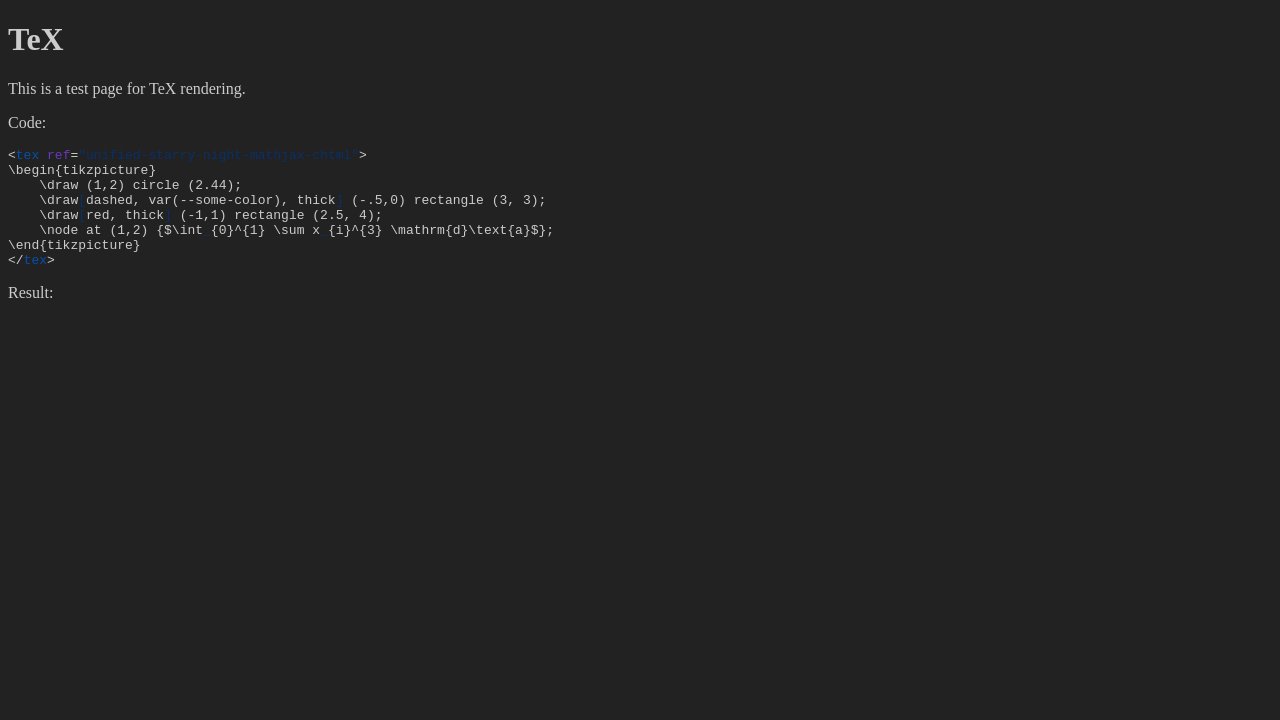 TeX
This is a test page for TeX rendering.
Code:
<tex ref="unified-starry-night-mathjax-chtml">
\begin{tikzpicture}
    \draw (1,2) circle (2.44);
    \draw[dashed, var(--some-color), thick] (-.5,0) rectangle (3, 3);
    \draw[red, thick] (-1,1) rectangle (2.5, 4);
    \node at (1,2) {$\int {0}^{1} \sum x {i}^{3} \mathrm{d}\text{a}$};
\end{tikzpicture}
</tex>
Result: